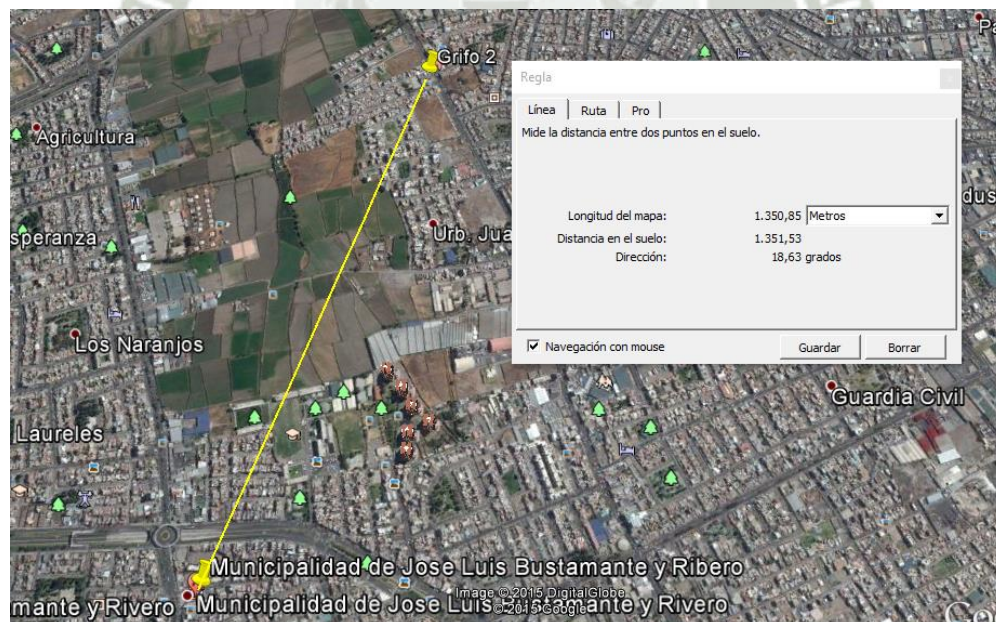 Grifo 2
Agricultura
speranza
Urb. Jua
Los Naranjos
Laureles
Guardia Civil
dus
Pa
Regla
Línea
Ruta
Pro
Mide la distancia entre dos puntos en el suelo.
Longitud del mapa: 1.350,85 Metros
Distancia en el suelo: 1.351,53
Dirección: 18,63 grados
Navegación con mouse
Guardar
Borrar
Municipalidad de Jose Luis Bustamante y Ribero
mante y Rivero
Municipalidad de Jose Luis Bustamante y Rivero
Image © 2015 DigitalGlobe
© 2015 Google
Go